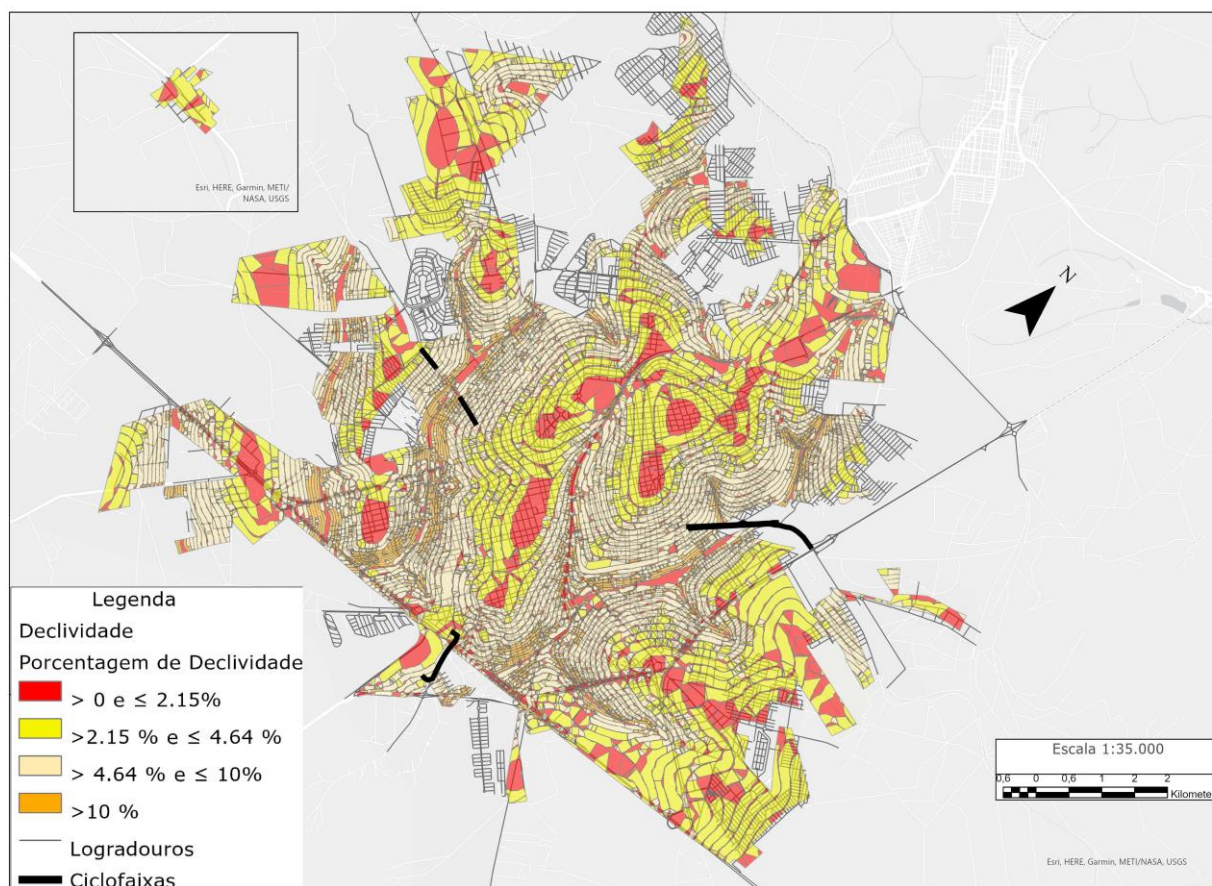 Esri, HERE, Garmin, METI/
NASA, USGS
N
Legenda
Declividade
Porcentagem de Declividade
> 0 e ≤ 2.15%
>2.15 % e ≤ 4.64 %
> 4.64 % e ≤ 10%
>10 %
Logradouros
Ciclofaixas
Escala 1:35.000
0,6 0 0,6 1 2 2
Kilomete
Esri, HERE, Garmin, METI/NASA, USGS